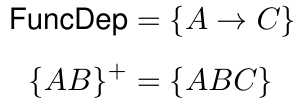 FuncDep = {A → C}
{AB}⁺ = {ABC}